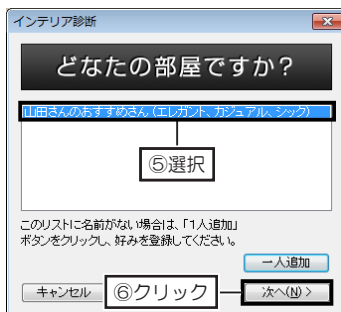 インテリア診断
どなたの部屋ですか？
山田さんのおすすめさん（エレガント、カジュアル、シック）
⑤選択
このリストに名前がない場合は、「1人追加」
ボタンをクリックし、好みを登録してください。
一人追加
キャンセル
⑥クリック
次へ(N) >